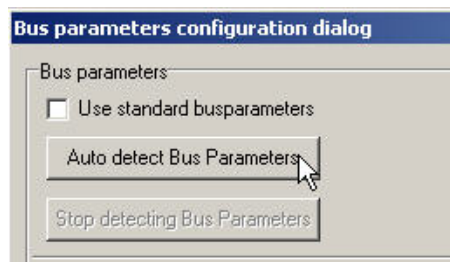 Bus parameters configuration dialog
Bus parameters
Use standard busparameters
Auto detect Bus Parameters
Stop detecting Bus Parameters